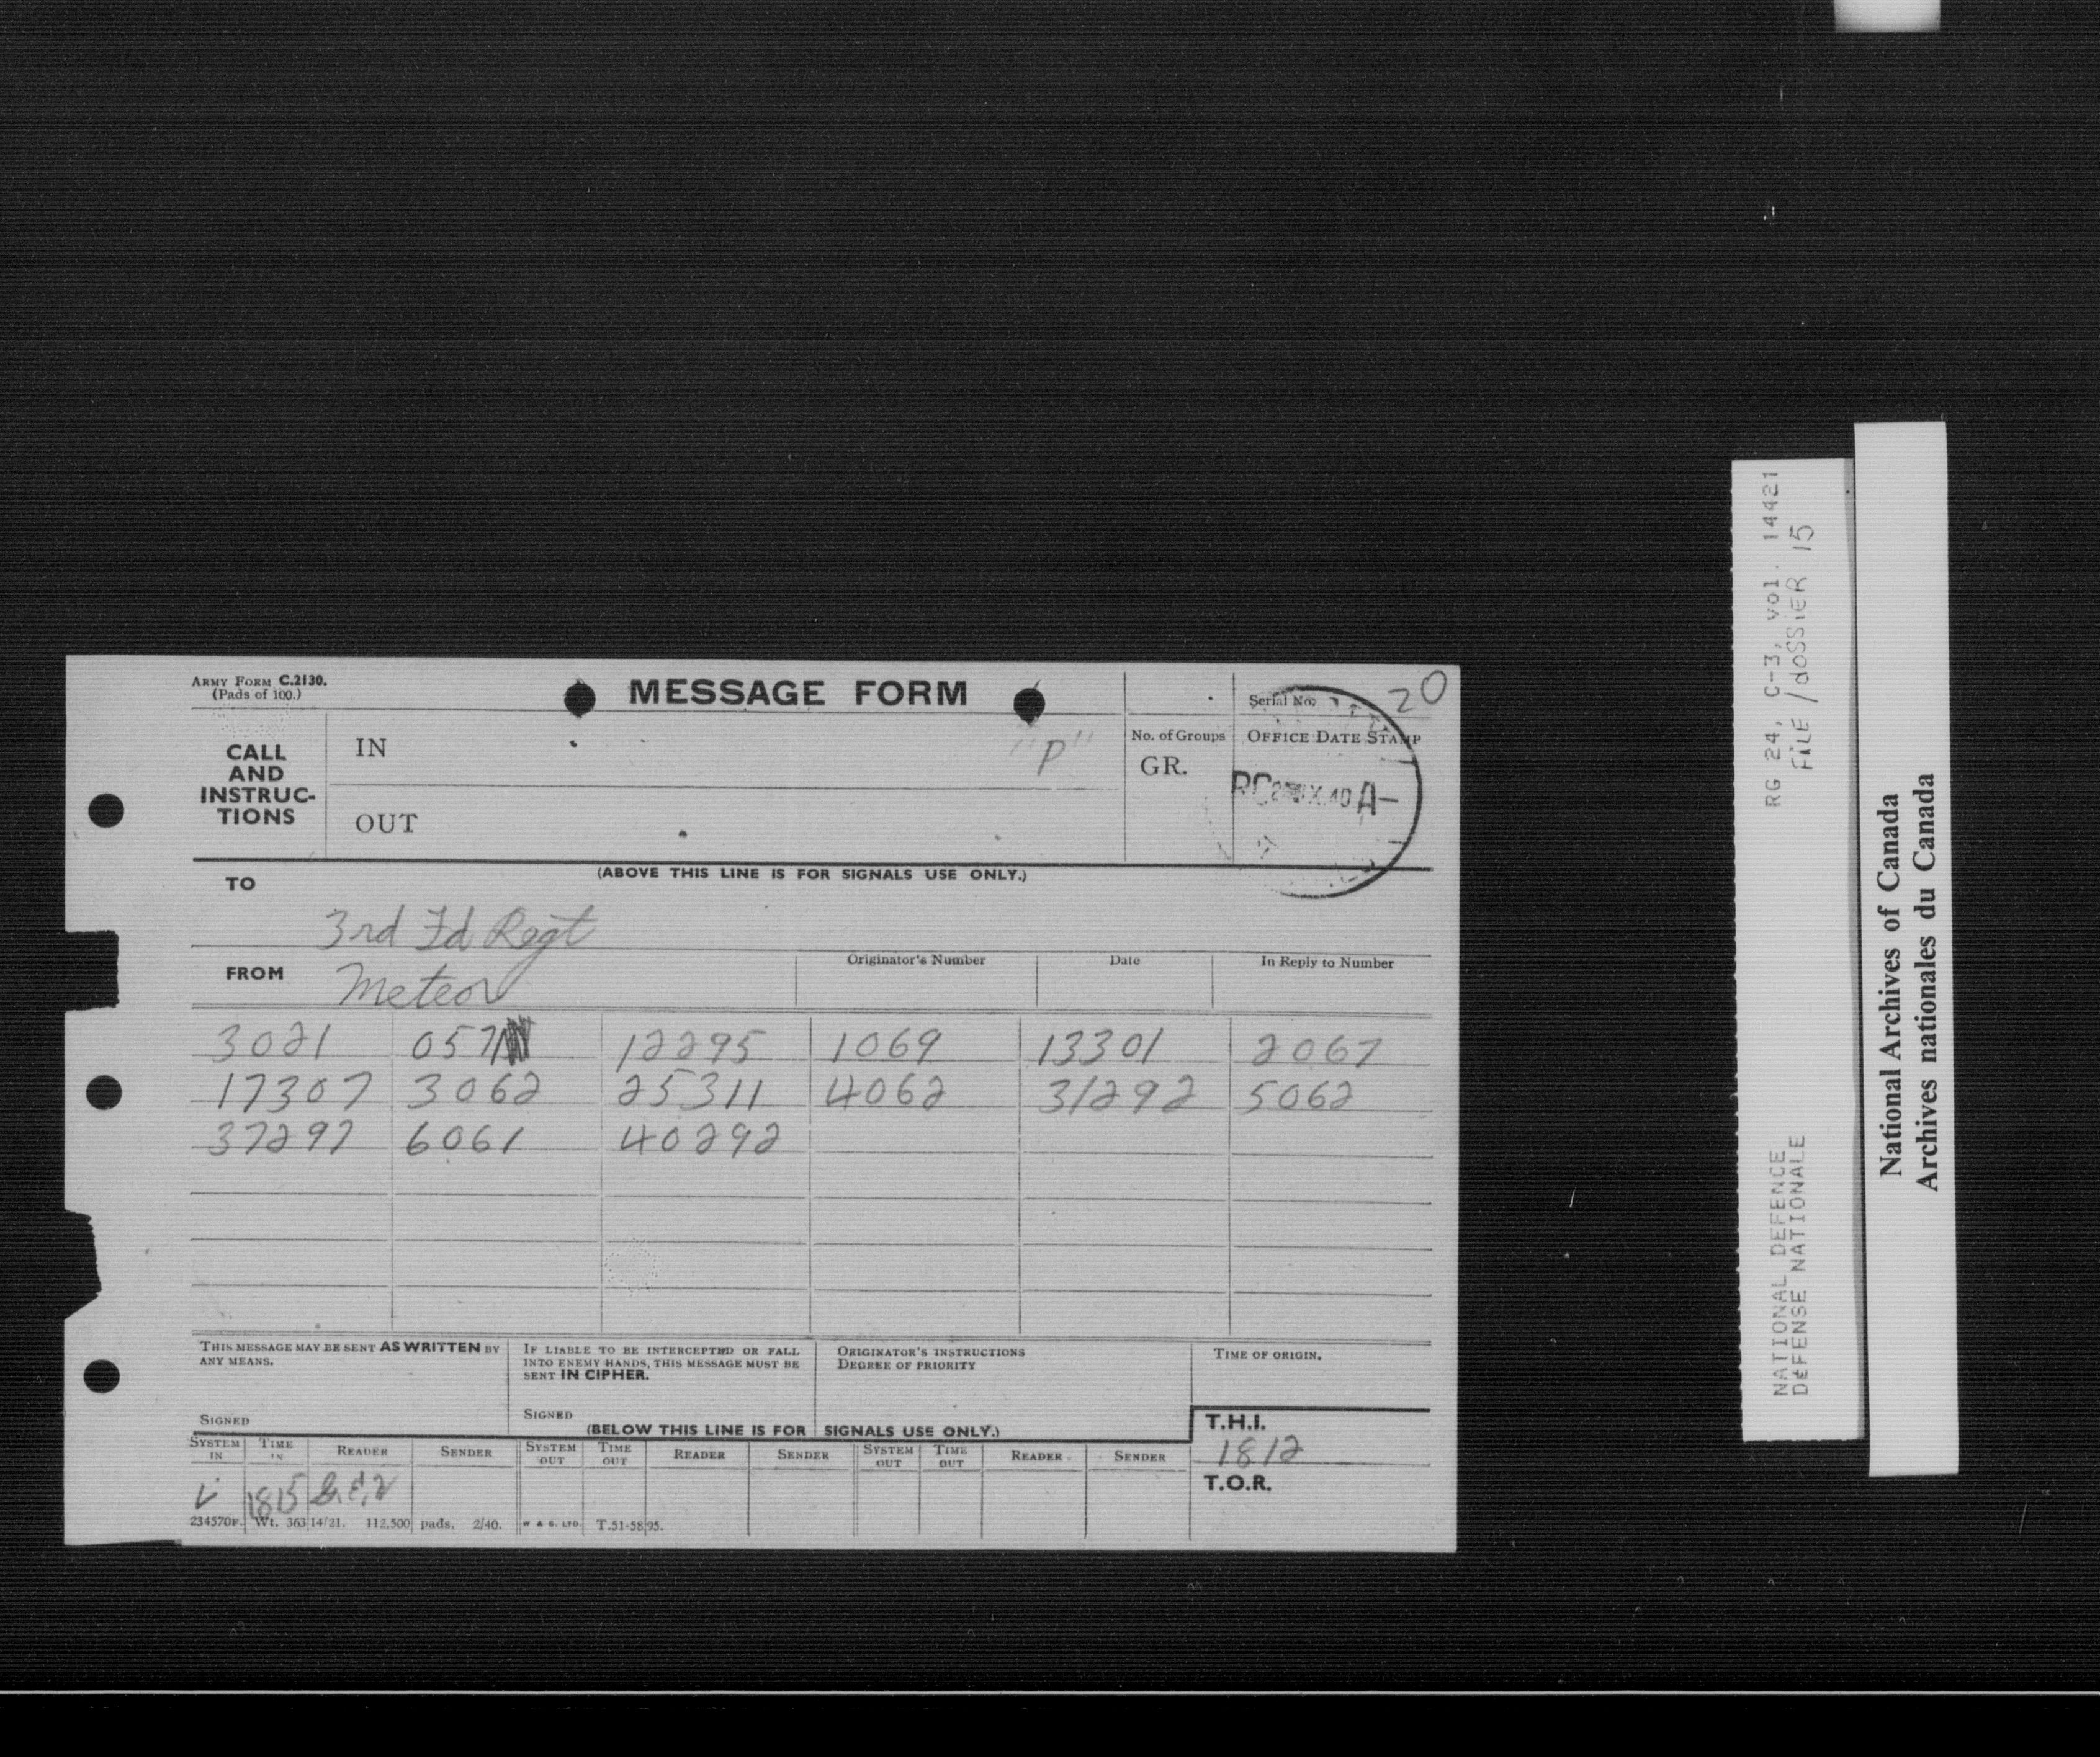 ARMY FORM C.2130.
(Pads of 100.)
MESSAGE FORM
Serial No.
20
CALL AND INSTRUC-TIONS
IN
"P"
OUT
No. of Groups
GR.
OFFICE DATE STAMP
(ABOVE THIS LINE IS FOR SIGNALS USE ONLY.)
TO
3rd Fd Regt
FROM Meteor
Originator's Number
Date
In Reply to Number
3021 057 12295 1069 13301 2067
17307 3062 25311 4062 31292 5062
37297 6061 40292
THIS MESSAGE MAY BE SENT AS WRITTEN BY
ANY MEANS.
SIGNED
IF LIABLE TO BE INTERCEPTED OR FALL
INTO ENEMY HANDS, THIS MESSAGE MUST BE
SENT IN CIPHER.
SIGNED
ORIGINATOR'S INSTRUCTIONS
DEGREE OF PRIORITY
TIME OF ORIGIN.
(BELOW THIS LINE IS FOR SIGNALS USE ONLY.)
T.H.I.
1812
T.O.R.
SYSTEM IN TIME IN READER SENDER SYSTEM OUT TIME OUT READER SENDER SYSTEM OUT TIME OUT READER SENDER
1815
234570F. Wt. 36314/21. 112,500 pads. 2/40. W & S. LTD. T.51-5895.
RG 24, C-3, vol. 14421
FILE/dOSSIER 15
NATIONAL DEFENCE
DÉFENSE NATIONALE
National Archives of Canada
Archives nationales du Canada